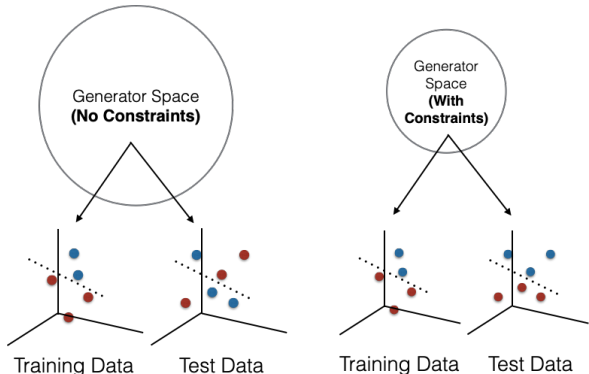 Generator Space
(No Constraints)
Generator
Space
(With
Constraints)
Training Data
Test Data
Training Data
Test Data